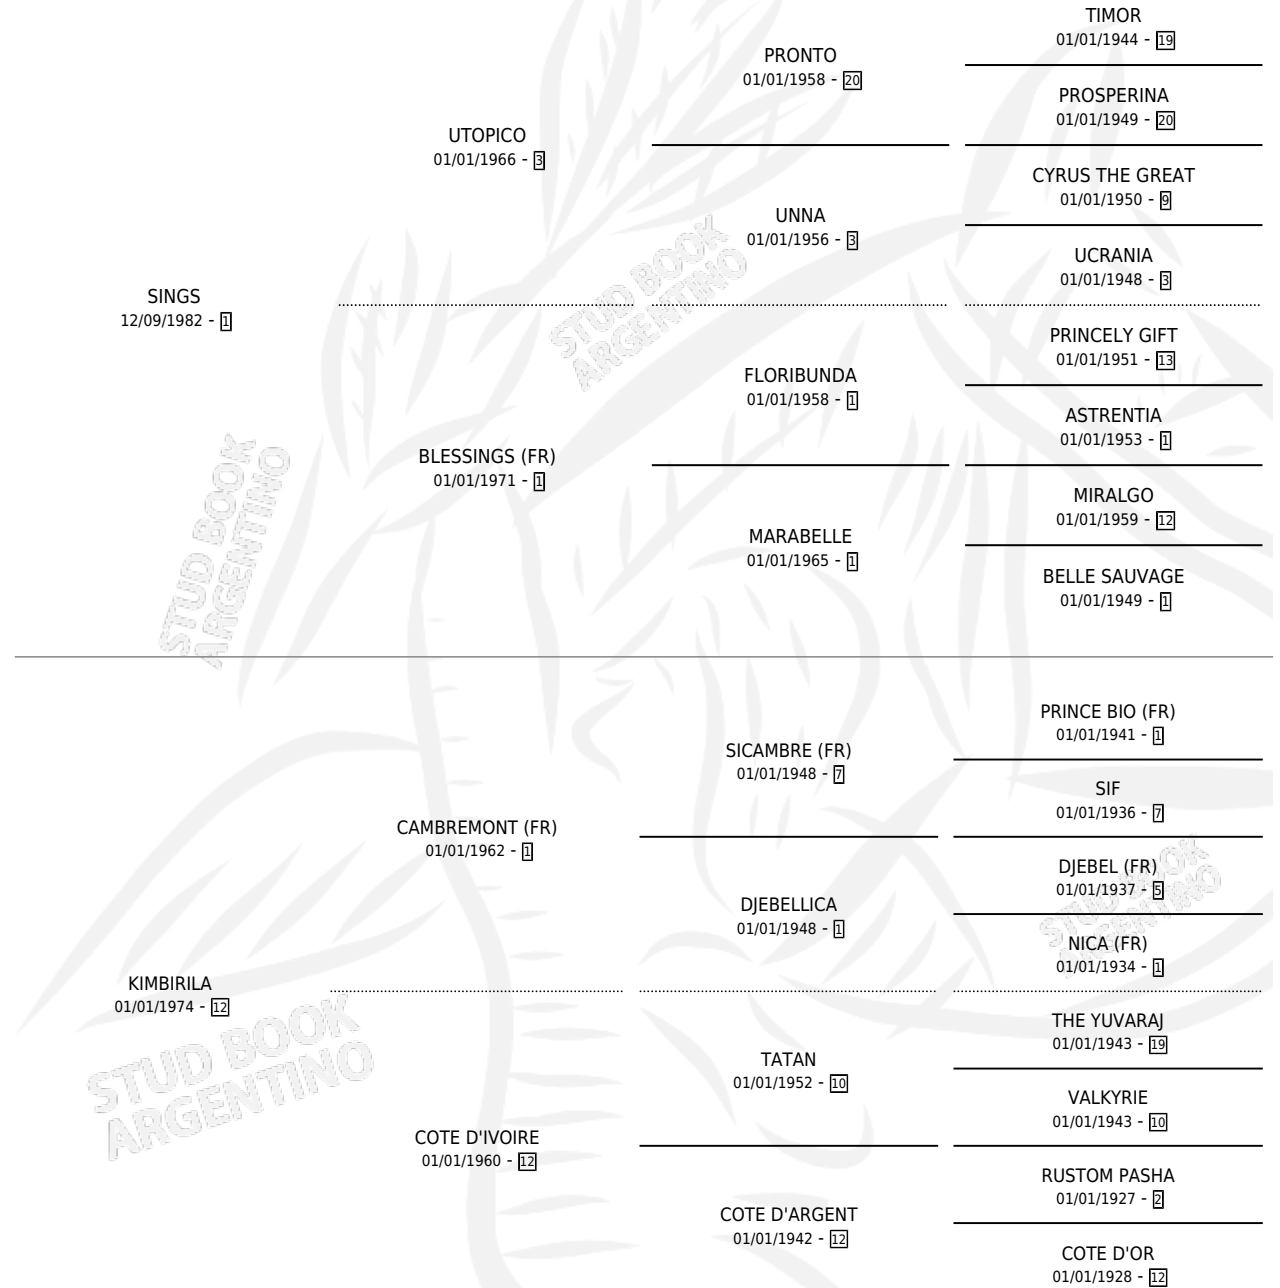 TIMOR
01/01/1944 - 19
PRONTO
01/01/1958 - 20
PROSPERINA
01/01/1949 - 20
UTOPICO
01/01/1966 - 3
CYRUS THE GREAT
01/01/1950 - 9
UNNA
01/01/1956 - 3
UCRANIA
01/01/1948 - 3
SINGS
12/09/1982 - 1
STUD BOOK
ARGENTINO
PRINCELY GIFT
01/01/1951 - 13
FLORIBUNDA
01/01/1958 - 1
ASTRENTIA
01/01/1953 - 1
BLESSINGS (FR)
01/01/1971 - 1
MIRALGO
01/01/1959 - 12
MARABELLE
01/01/1965 - 1
BELLE SAUVAGE
01/01/1949 - 1
STUD BOOK
ARGENTINO
PRINCE BIO (FR)
01/01/1941 - 1
SICAMBRE (FR)
01/01/1948 - 7
SIF
01/01/1936 - 7
CAMBREMONT (FR)
01/01/1962 - 1
DJEBEL (FR)
01/01/1937 - 5
DJEBELLICA
01/01/1948 - 1
STUD BOOK
ARGENTINO
NICA (FR)
01/01/1934 - 1
KIMBIRILA
01/01/1974 - 12
THE YUVARAJ
01/01/1943 - 19
TATAN
01/01/1952 - 10
STUD BOOK
ARGENTINO
VALKYRIE
01/01/1943 - 10
COTE D'IVOIRE
01/01/1960 - 12
RUSTOM PASHA
01/01/1927 - 2
COTE D'ARGENT
01/01/1942 - 12
COTE D'OR
01/01/1928 - 12